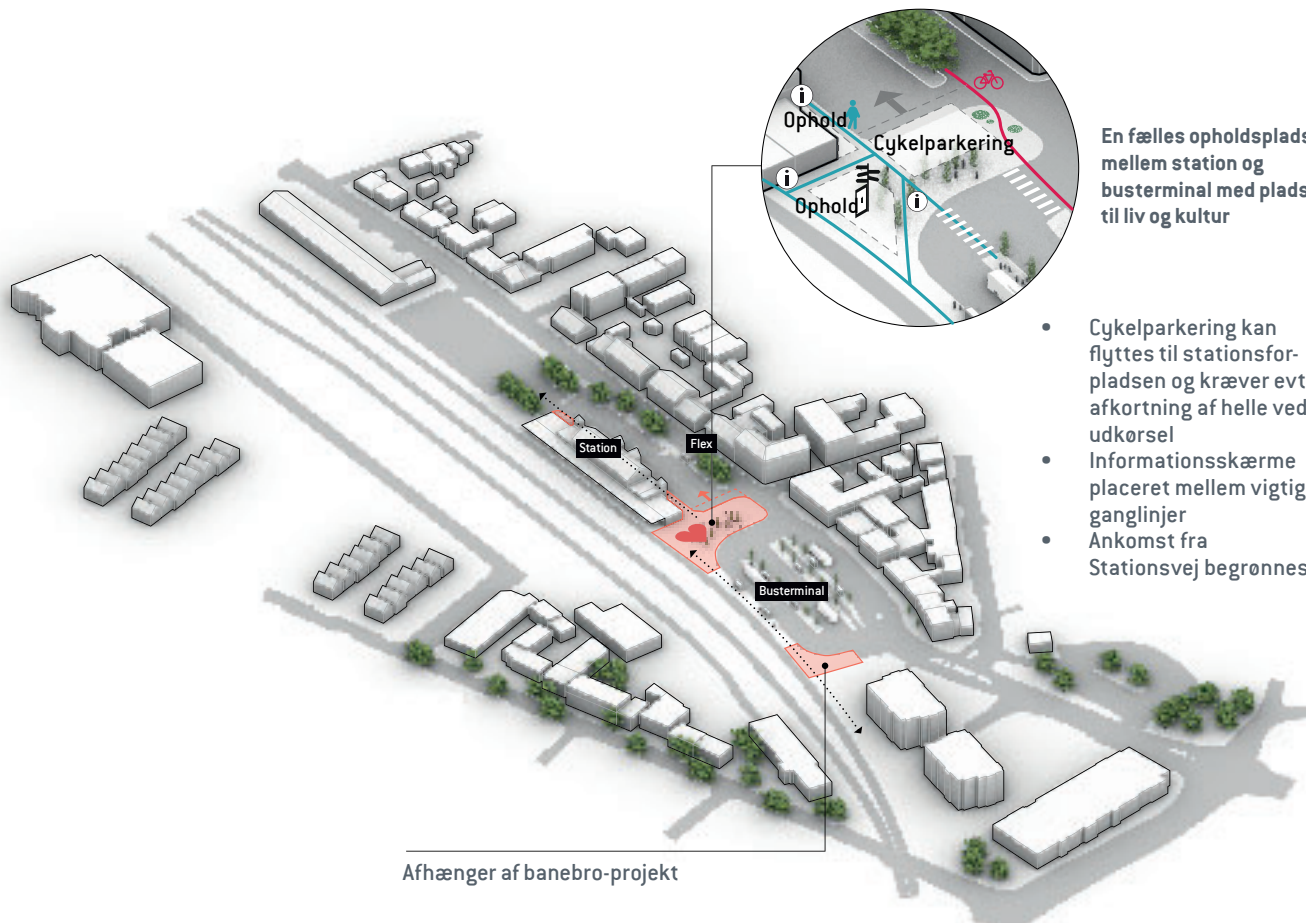 i
Ophold
Cykelparkering
i
Ophold
i
En fælles opholdsplads
mellem station og
busterminal med plads
til liv og kultur
• Cykelparkering kan
flyttes til stationsfor-
pladsen og kræver evt
afkortning af helle ved
udkørsel
• Informationsskærme
placeret mellem vigtig
ganglinjer
• Ankomst fra
Stationsvej begrønnes
Station
Flex
Busterminal
Afhænger af banebro-projekt